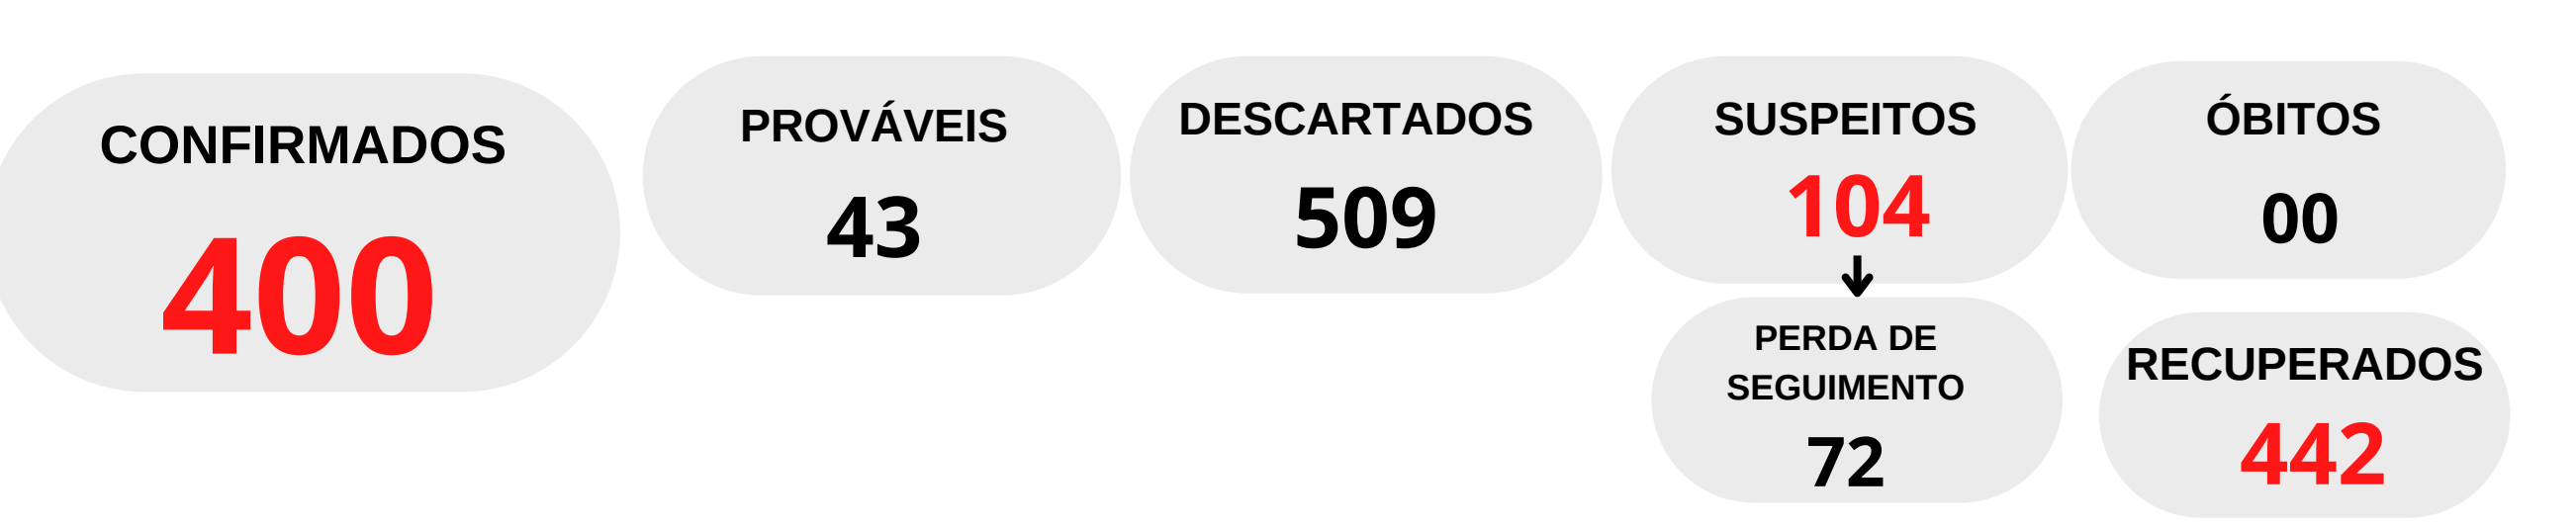 CONFIRMADOS
400
PROVÁVEIS
43
DESCARTADOS
509
SUSPEITOS
104
PERDA DE
SEGUIMENTO
72
ÓBITOS
00
RECUPERADOS
442